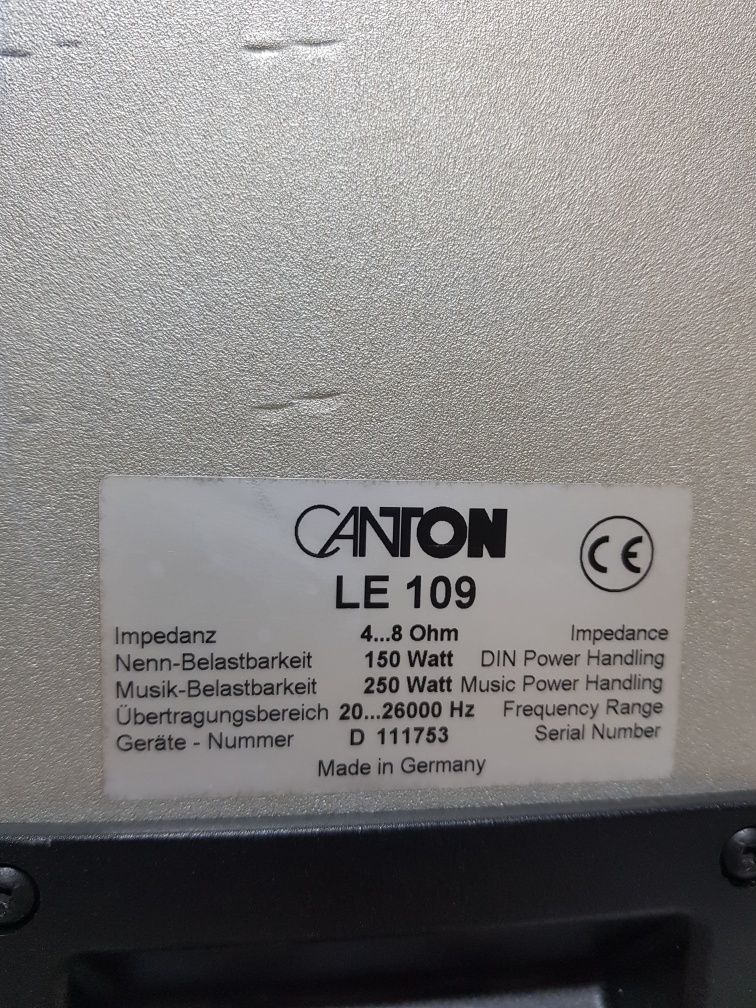 CANTON
CE
LE 109
Impedanz 4...8 Ohm Impedance
Nenn-Belastbarkeit 150 Watt DIN Power Handling
Musik-Belastbarkeit 250 Watt Music Power Handling
Übertragungsbereich 20...26000 Hz Frequency Range
Geräte - Nummer D 111753 Serial Number
Made in Germany